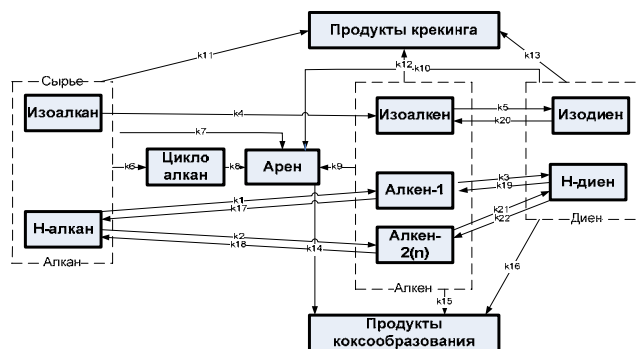 Продукты крекинга
k11
k13
k12
k10
Сырье
Изоалкан
k4
Изоалкен
k5
k20
Изодиен
k7
k6
Цикло
алкан
k8
Арен
k9
Алкен-1
k3
k19
Н-диен
k1
k17
Н-алкан
k2
k18
k14
Алкен-
2(n)
k21
k22
Диен
Алкан
Алкен
k15
k16
Продукты
коксообразования